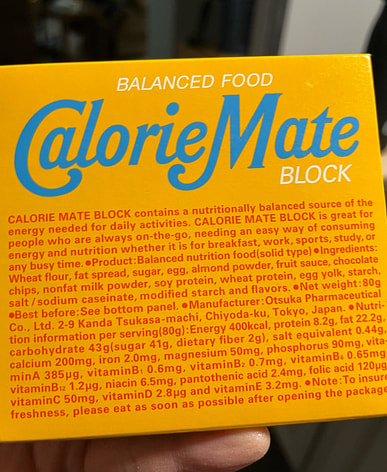 BALANCED FOOD
CalorieMate
BLOCK
CALORIE MATE BLOCK contains a nutritionally balanced source of the
energy needed for daily activities. CALORIE MATE BLOCK is great for
people who are always on-the-go, needing an easy way of consuming
energy and nutrition whether it is for breakfast, work, sports, study, or
any busy time. ●Product:Balanced nutrition food(solid type) ●Ingredients:
Wheat flour, fat spread, sugar, egg, almond powder, fruit sauce, chocolate
chips, nonfat milk powder, soy protein, wheat protein, egg yolk, starch,
salt/sodium caseinate, modified starch and flavors. ●Net weight:80g
●Best before:See bottom panel. ●Manufacturer:Otsuka Pharmaceutical
Co., Ltd. 2-9 Kanda Tsukasa-machi, Chiyoda-ku, Tokyo, Japan. ●Nutri-
tion information per serving(80g):Energy 400kcal, protein 8.2g, fat 22.2g,
carbohydrate 43g(sugar 41g, dietary fiber 2g), salt equivalent 0.44g,
calcium 200mg, iron 2.0mg, magnesium 50mg, phosphorus 90mg, vita-
minA 385μg, vitaminB₁ 0.6mg, vitaminB₂ 0.7mg, vitaminB₆ 0.65mg
vitaminB₁₂ 1.2μg, niacin 6.5mg, pantothenic acid 2.4mg, folic acid 120μg
vitaminC 50mg, vitaminD 2.8μg and vitaminE 3.2mg. ●Note:To insure
freshness, please eat as soon as possible after opening the package